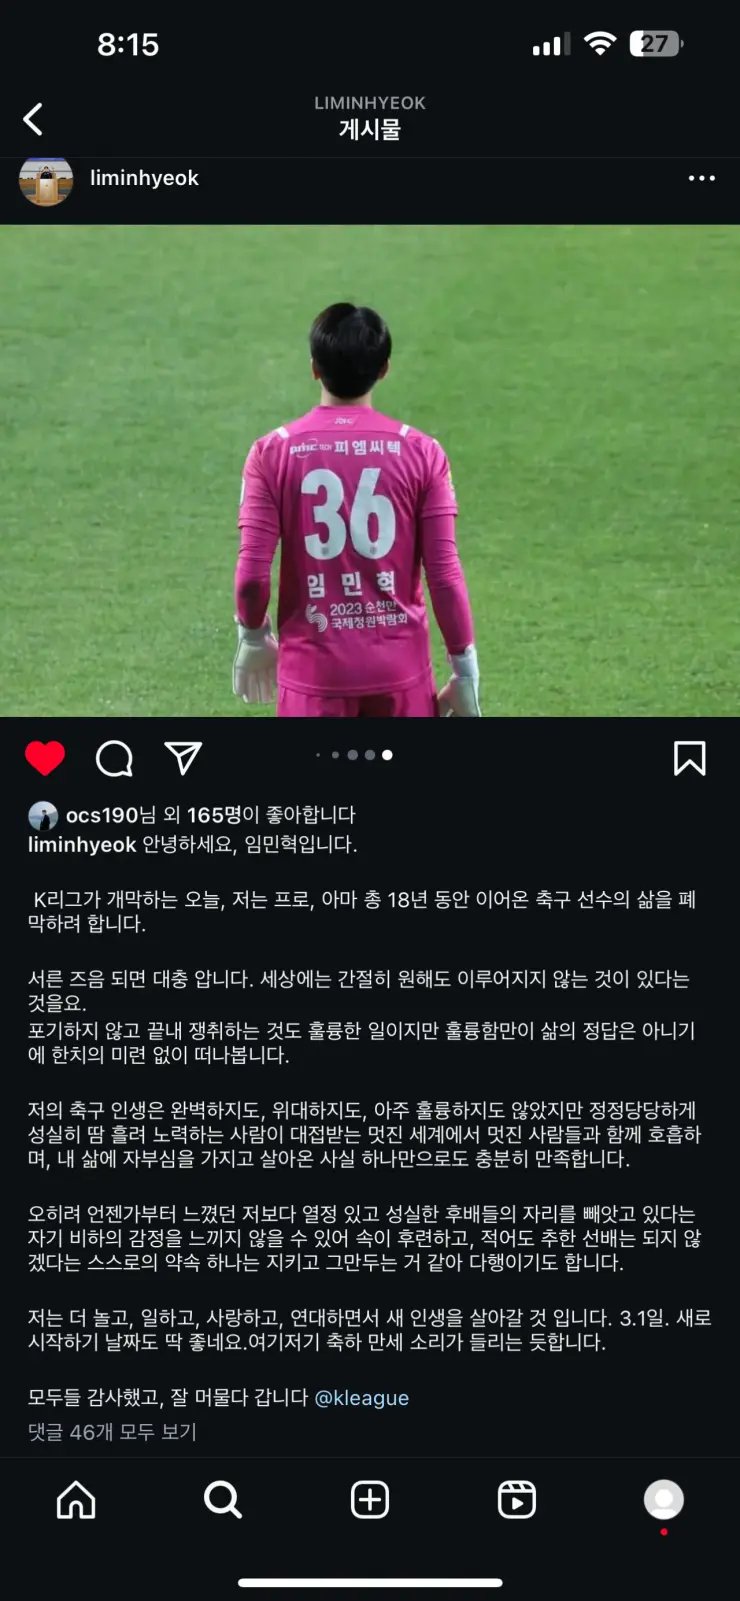 8:15
27
LIMINHYEOK
게시물
liminhyeok
피엠씨텍
36
임민혁
2023 순천만
국제정원박람회
ocs190님 외 165명이 좋아합니다
liminhyeok 안녕하세요, 임민혁입니다.
K리그가 개막하는 오늘, 저는 프로, 아마 총 18년 동안 이어온 축구 선수의 삶을 폐
막하려 합니다.
서른 즈음 되면 대충 압니다. 세상에는 간절히 원해도 이루어지지 않는 것이 있다는
것을요.
포기하지 않고 끝내 쟁취하는 것도 훌륭한 일이지만 훌륭함만이 삶의 정답은 아니기
에 한치의 미련 없이 떠나봅니다.
저의 축구 인생은 완벽하지도, 위대하지도, 아주 훌륭하지도 않았지만 정정당당하게
성실히 땀 흘려 노력하는 사람이 대접받는 멋진 세계에서 멋진 사람들과 함께 호흡하
며, 내 삶에 자부심을 가지고 살아온 사실 하나만으로도 충분히 만족합니다.
오히려 언젠가부터 느꼈던 저보다 열정 있고 성실한 후배들의 자리를 빼앗고 있다는
자기 비하의 감정을 느끼지 않을 수 있어 속이 후련하고, 적어도 추한 선배는 되지 않
겠다는 스스로의 약속 하나는 지키고 그만두는 거 같아 다행이기도 합니다.
저는 더 놀고, 일하고, 사랑하고, 연대하면서 새 인생을 살아갈 것 입니다. 3.1일. 새로
시작하기 날짜도 딱 좋네요.여기저기 축하 만세 소리가 들리는 듯합니다.
모두들 감사했고, 잘 머물다 갑니다 @kleague
댓글 46개 모두 보기